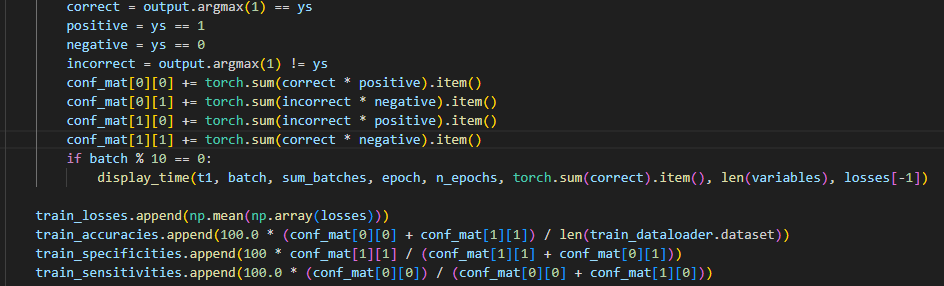 correct = output.argmax(1) == ys
positive = ys == 1
negative = ys == 0
incorrect = output.argmax(1) != ys
conf_mat[0][0] += torch.sum(correct * positive).item()
conf_mat[0][1] += torch.sum(incorrect * negative).item()
conf_mat[1][0] += torch.sum(incorrect * positive).item()
conf_mat[1][1] += torch.sum(correct * negative).item()
if batch % 10 == 0:
display_time(t1, batch, sum_batches, epoch, n_epochs, torch.sum(correct).item(), len(variables), losses[-1])
train_losses.append(np.mean(np.array(losses)))
train_accuracies.append(100.0 * (conf_mat[0][0] + conf_mat[1][1]) / len(train_dataloader.dataset))
train_specificities.append(100 * conf_mat[1][1] / (conf_mat[1][1] + conf_mat[0][1]))
train_sensitivities.append(100.0 * (conf_mat[0][0]) / (conf_mat[0][0] + conf_mat[1][0]))